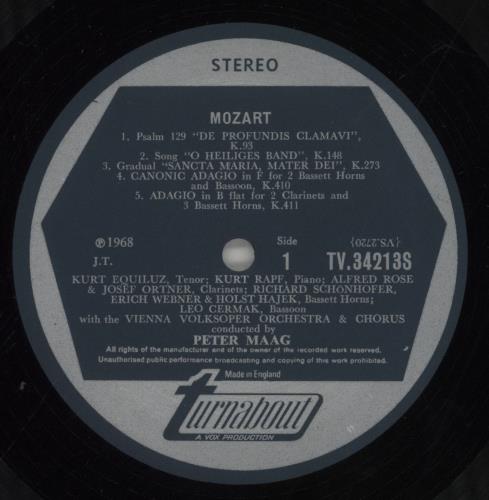 STEREO
MOZART
1. Psalm 129 "DE PROFUNDIS CLAMAVI",
K.93
2. Song "O HEILIGES BAND", K.148
3. Gradual "SANCTA MARIA, MATER DEI", K.273
4. CANONIC ADAGIO in F for 2 Bassett Horns
and Bassoon, K.410
5. ADAGIO in B flat for 2 Clarinets and
3 Bassett Horns, K.411
℗1968
J.T.
Side
1
(VS.2720)
TV.34213S
KURT EQUILUZ, Tenor; KURT RAPF, Piano; ALFRED ROSE
& JOSEF ORTNER, Clarinets; RICHARD SCHONHOFER,
ERICH WEBNER & HOLST HAJEK, Bassett Horns;
LEO CERMAK, Bassoon
with the VIENNA VOLKSOPER ORCHESTRA & CHORUS
conducted by
PETER MAAG
All rights of the manufacturer and of the owner of the recorded work reserved.
Unauthorised public performance broadcasting and copying of this work prohibited.
Made in England
turnabout
A VOX PRODUCTION